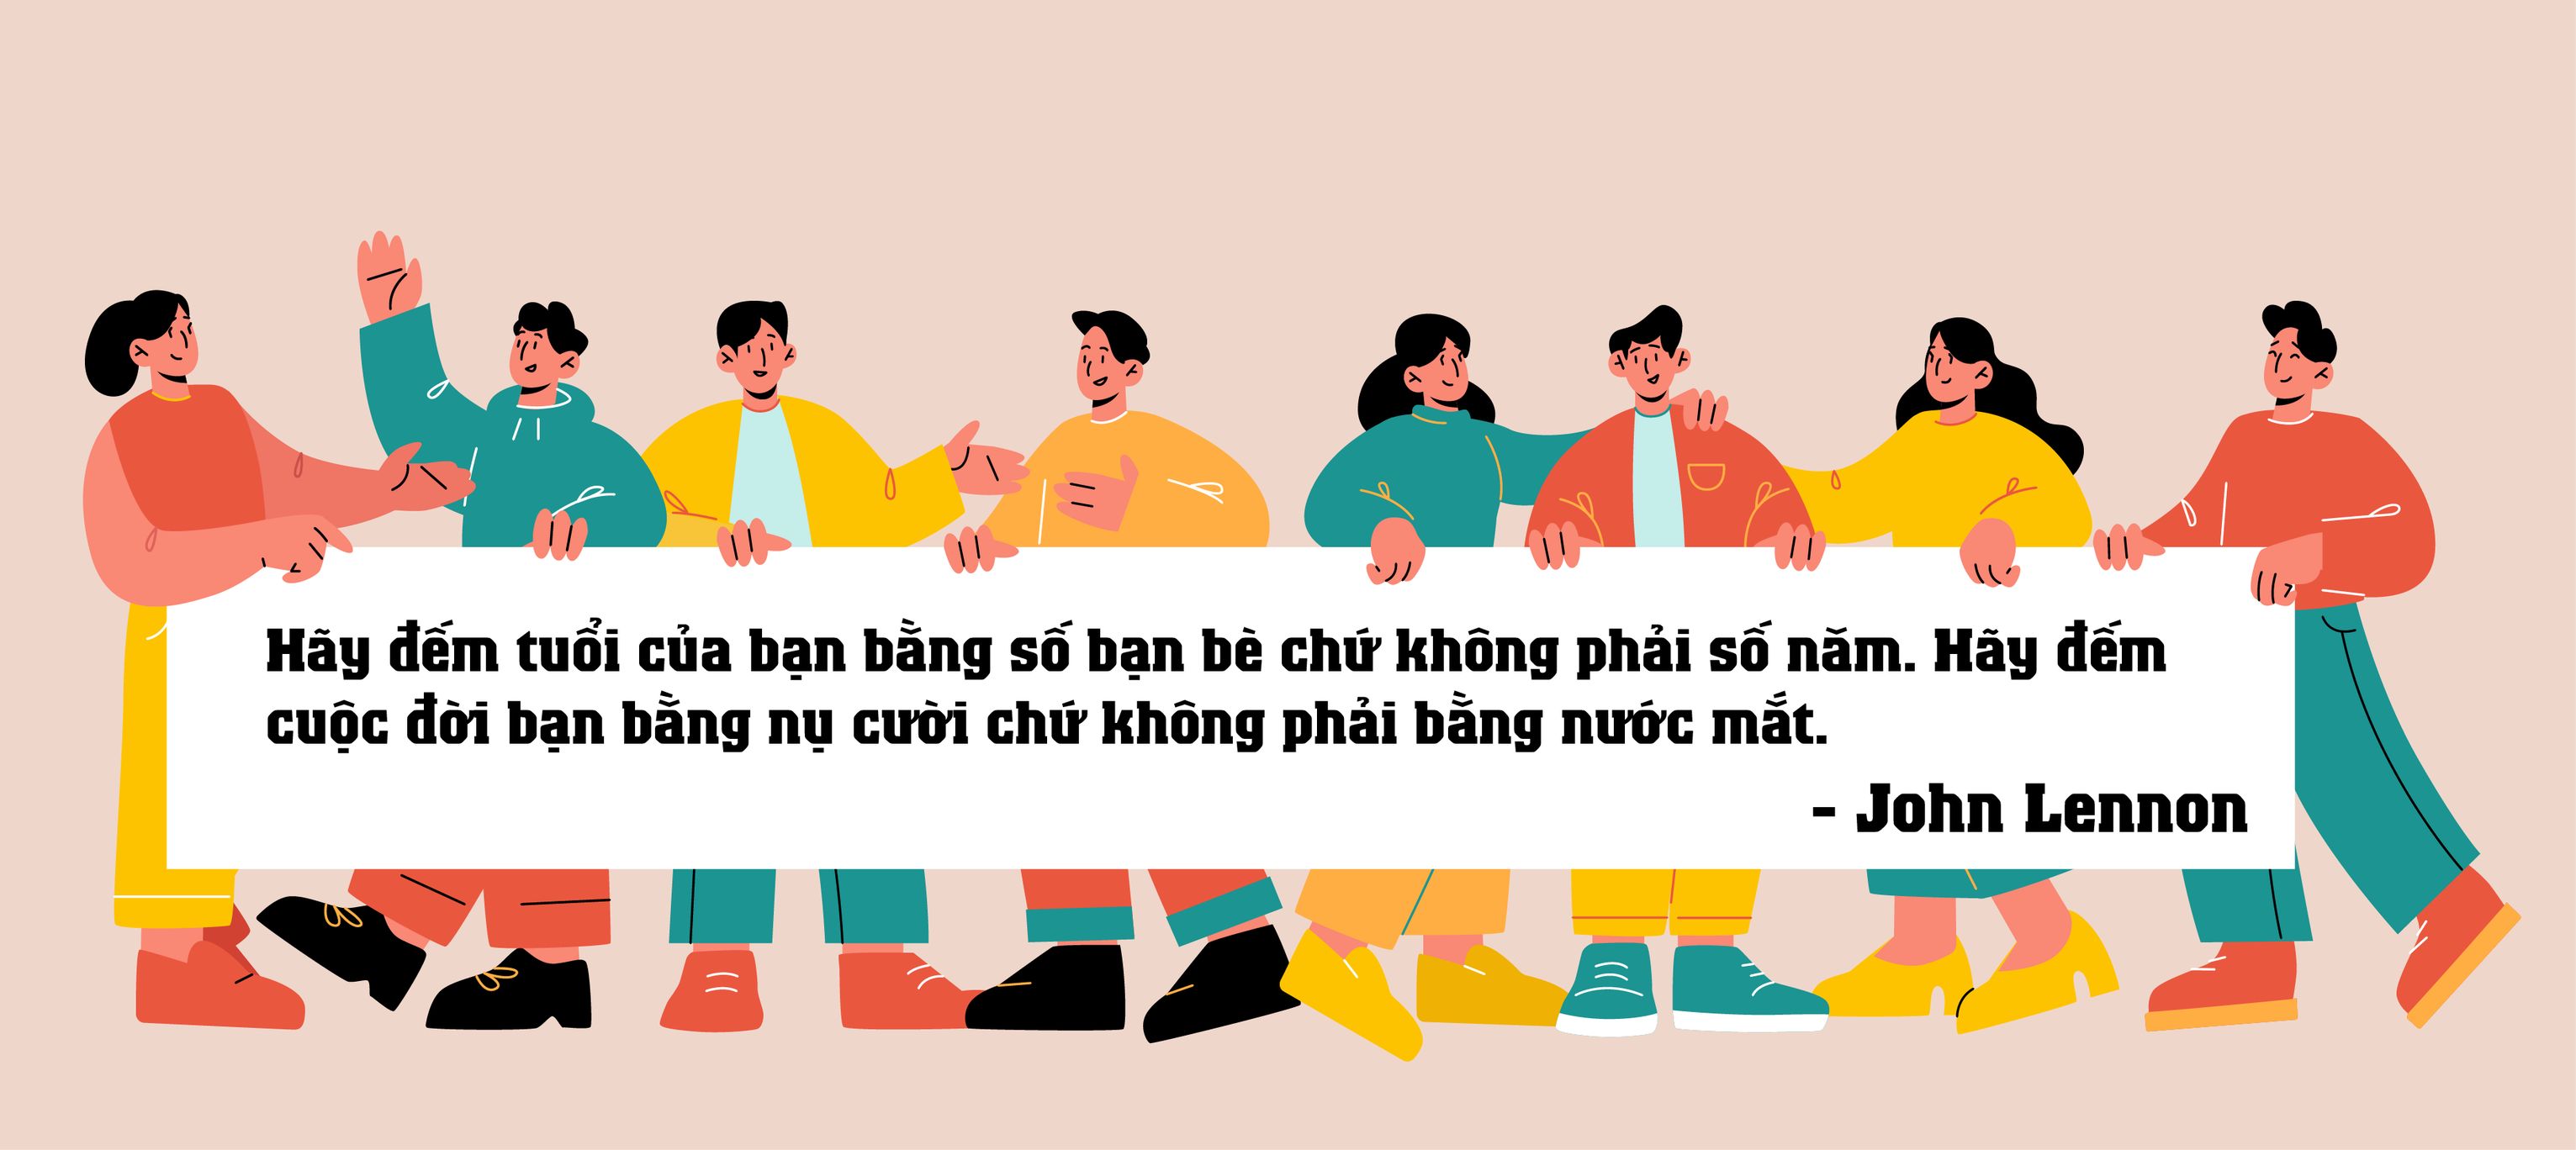 Hãy đếm tuổi của bạn bằng số bạn bè chứ không phải số năm. Hãy đếm
cuộc đời bạn bằng nụ cười chứ không phải bằng nước mắt.
- John Lennon